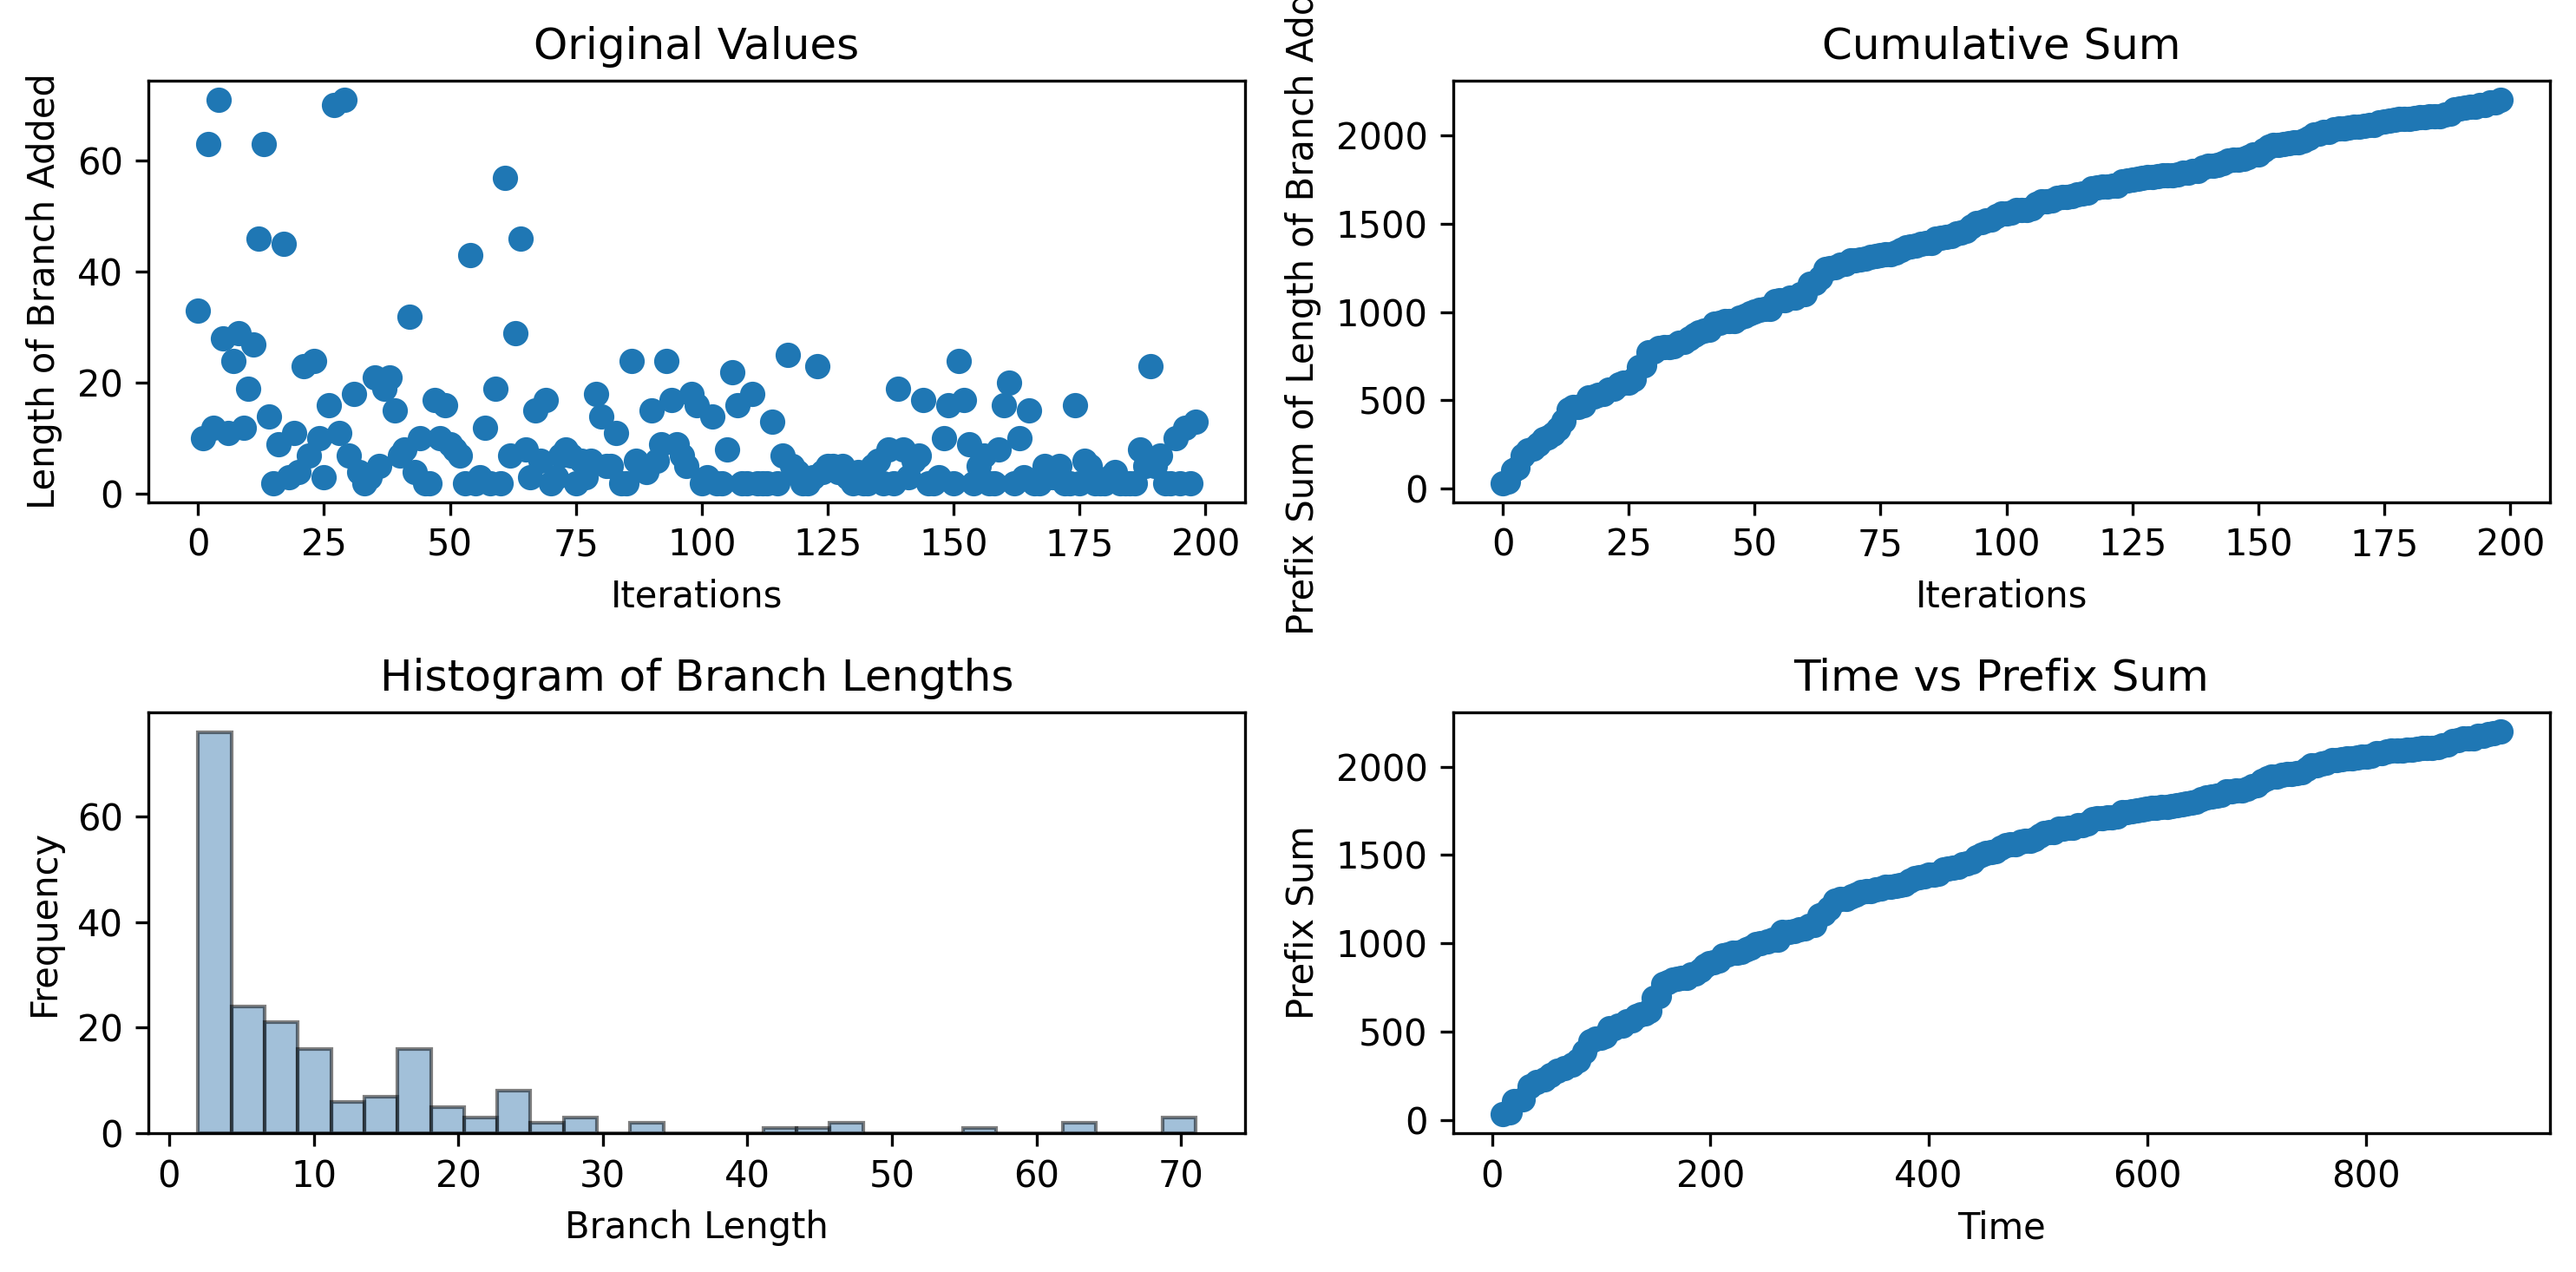 Original Values
Length of Branch Added
60
40
20
0
0 25 50 75 100 125 150 175 200
Iterations
Cumulative Sum
Prefix Sum of Length of Branch
2000
1500
1000
500
0
0 25 50 75 100 125 150 175 200
Iterations
Histogram of Branch Lengths
Frequency
60
40
20
0
0 10 20 30 40 50 60 70
Branch Length
Time vs Prefix Sum
Prefix Sum
2000
1500
1000
500
0
0 200 400 600 800
Time